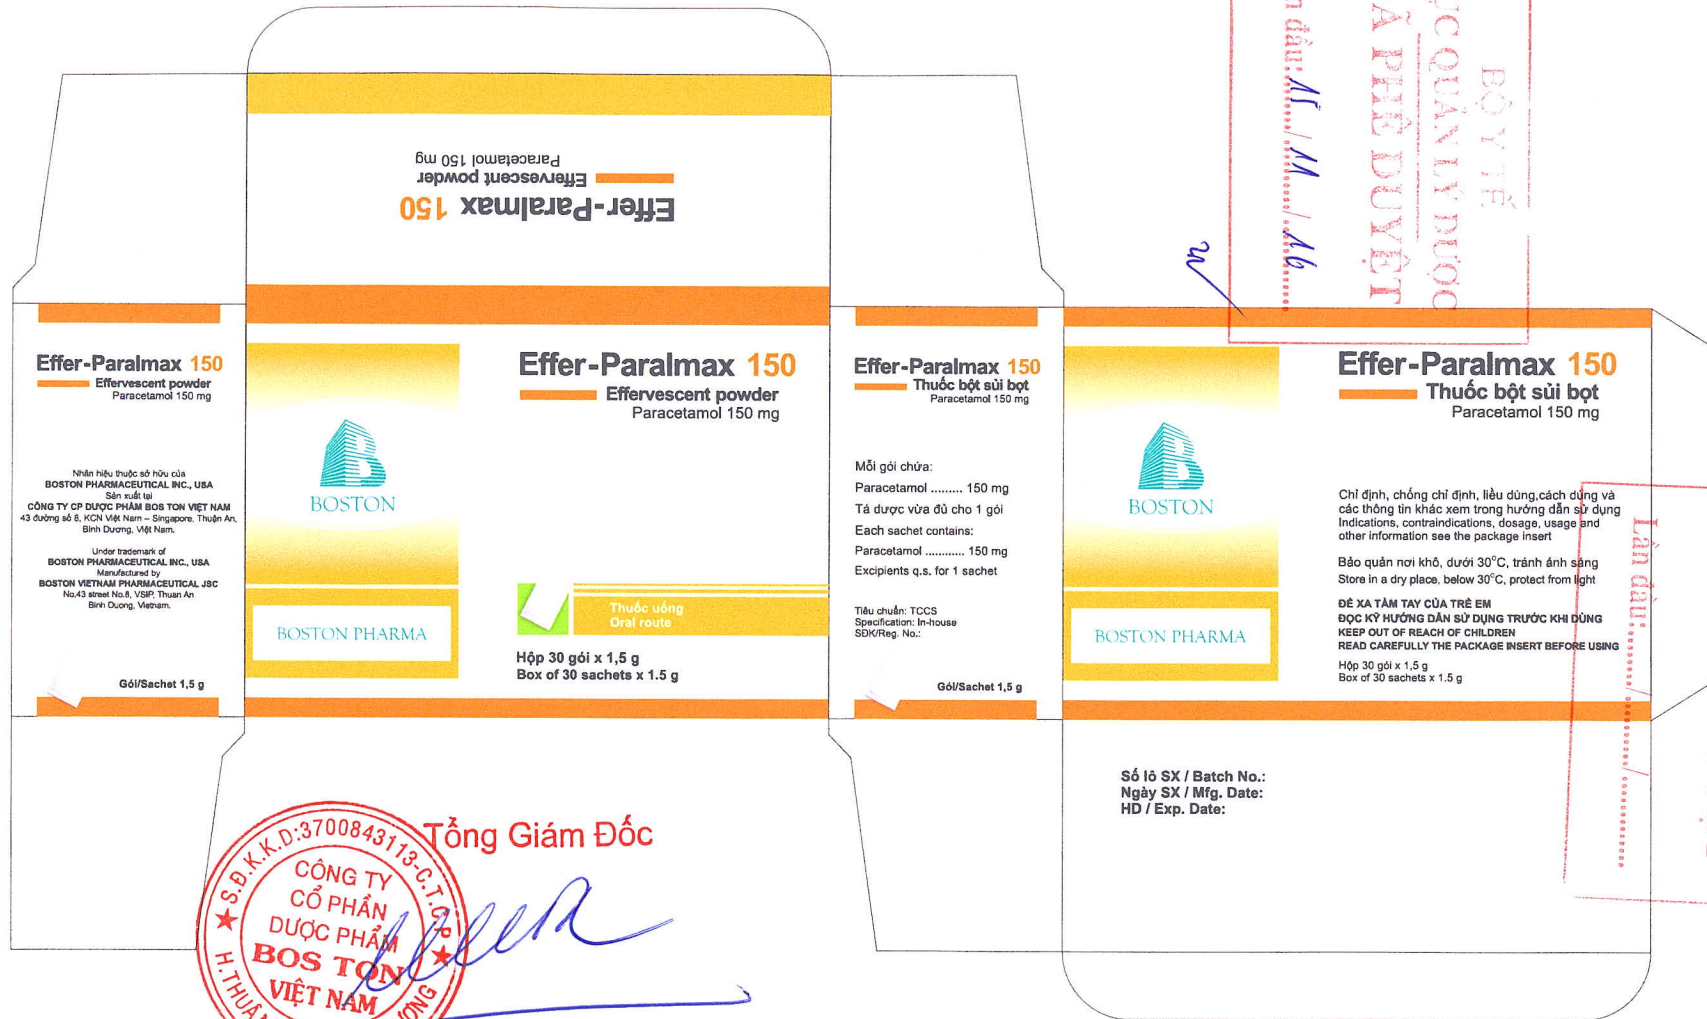 Effer-Paralmax 150
Effervescent powder
Paracetamol 150 mg
Effer-Paralmax 150
Effervescent powder
Paracetamol 150 mg
Nhãn hiệu thuộc sở hữu của
BOSTON PHARMACEUTICAL INC., USA
Sản xuất tại
CÔNG TY CP DƯỢC PHẨM BOS TON VIỆT NAM
43 đường số 8, KCN Việt Nam – Singapore, Thuận An,
Bình Dương, Việt Nam.
Under trademark of
BOSTON PHARMACEUTICAL INC., USA
Manufactured by
BOSTON VIETNAM PHARMACEUTICAL JSC
No.43 street No.8, VSIP, Thuan An
Binh Duong, Vietnam.
Gói/Sachet 1,5 g
BOSTON
BOSTON PHARMA
Effer-Paralmax 150
Effervescent powder
Paracetamol 150 mg
Thuốc uống
Oral route
Hộp 30 gói x 1,5 g
Box of 30 sachets x 1.5 g
Effer-Paralmax 150
Thuốc bột sủi bọt
Paracetamol 150 mg
Mỗi gói chứa:
Paracetamol ......... 150 mg
Tá dược vừa đủ cho 1 gói
Each sachet contains:
Paracetamol ............ 150 mg
Excipients q.s. for 1 sachet
Tiêu chuẩn: TCCS
Specification: In-house
SĐK/Reg. No.:
Gói/Sachet 1,5 g
BOSTON
BOSTON PHARMA
Effer-Paralmax 150
Thuốc bột sủi bọt
Paracetamol 150 mg
Chỉ định, chống chỉ định, liều dùng,cách dùng và
các thông tin khác xem trong hướng dẫn sử dụng
Indications, contraindications, dosage, usage and
other information see the package insert
Bảo quản nơi khô, dưới 30°C, tránh ánh sáng
Store in a dry place, below 30°C, protect from light
ĐỂ XA TẦM TAY CỦA TRẺ EM
ĐỌC KỸ HƯỚNG DẪN SỬ DỤNG TRƯỚC KHI DÙNG
KEEP OUT OF REACH OF CHILDREN
READ CAREFULLY THE PACKAGE INSERT BEFORE USING
Hộp 30 gói x 1,5 g
Box of 30 sachets x 1.5 g
Số lô SX / Batch No.:
Ngày SX / Mfg. Date:
HD / Exp. Date:
BỘ Y TẾ
QUẢN LÝ DƯỢC
PHÊ DUYỆT
đầu: 15 / 11 / 16
Lần đầu:
Tổng Giám Đốc
S.Đ.K.K.D:3700843113-C.T.C.P
CÔNG TY
CỔ PHẦN
DƯỢC PHẨM
BOS TON
VIỆT NAM